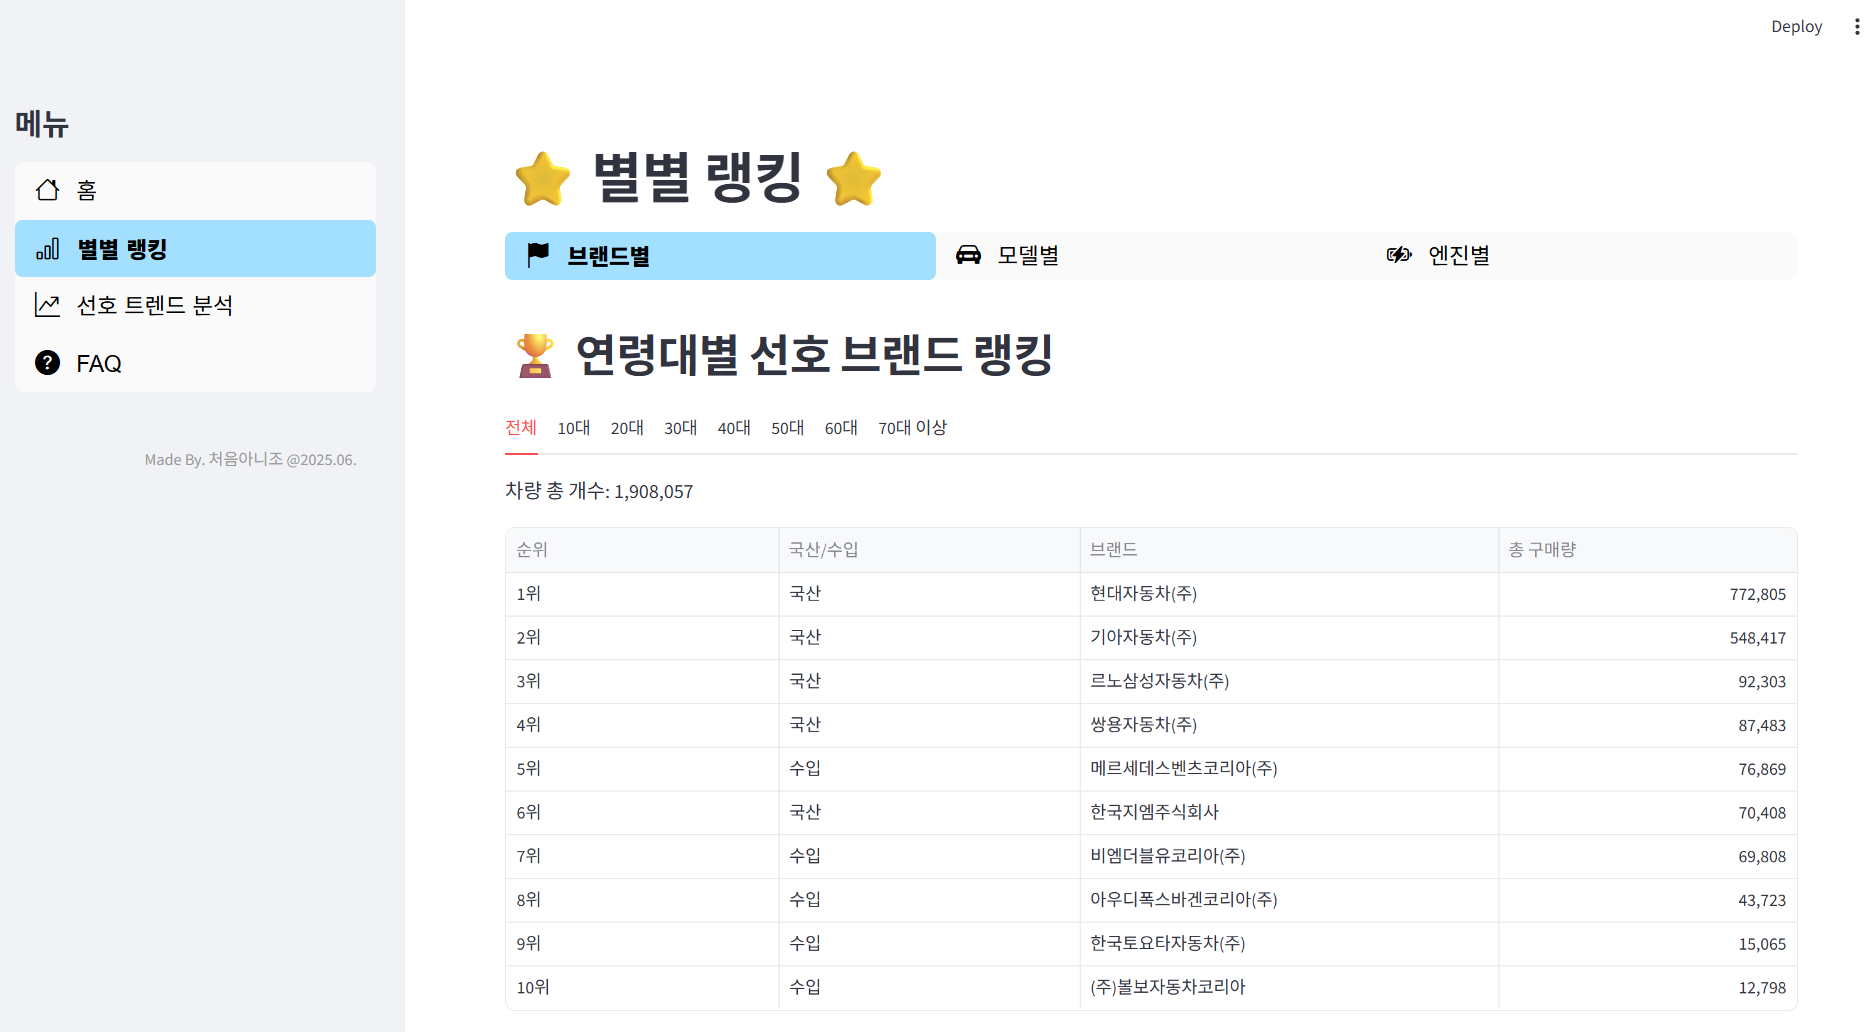 Deploy
메뉴
홈
별별 랭킹
선호 트렌드 분석
FAQ
Made By. 처음아니조 @2025.06.
별별 랭킹
브랜드별 모델별 엔진별
연령대별 선호 브랜드 랭킹
전체 10대 20대 30대 40대 50대 60대 70대 이상
차량 총 개수: 1,908,057
순위 국산/수입 브랜드 총 구매량
1위 국산 현대자동차(주) 772,805
2위 국산 기아자동차(주) 548,417
3위 국산 르노삼성자동차(주) 92,303
4위 국산 쌍용자동차(주) 87,483
5위 수입 메르세데스벤츠코리아(주) 76,869
6위 국산 한국지엠주식회사 70,408
7위 수입 비엠더블유코리아(주) 69,808
8위 수입 아우디폭스바겐코리아(주) 43,723
9위 수입 한국토요타자동차(주) 15,065
10위 수입 (주)볼보자동차코리아 12,798